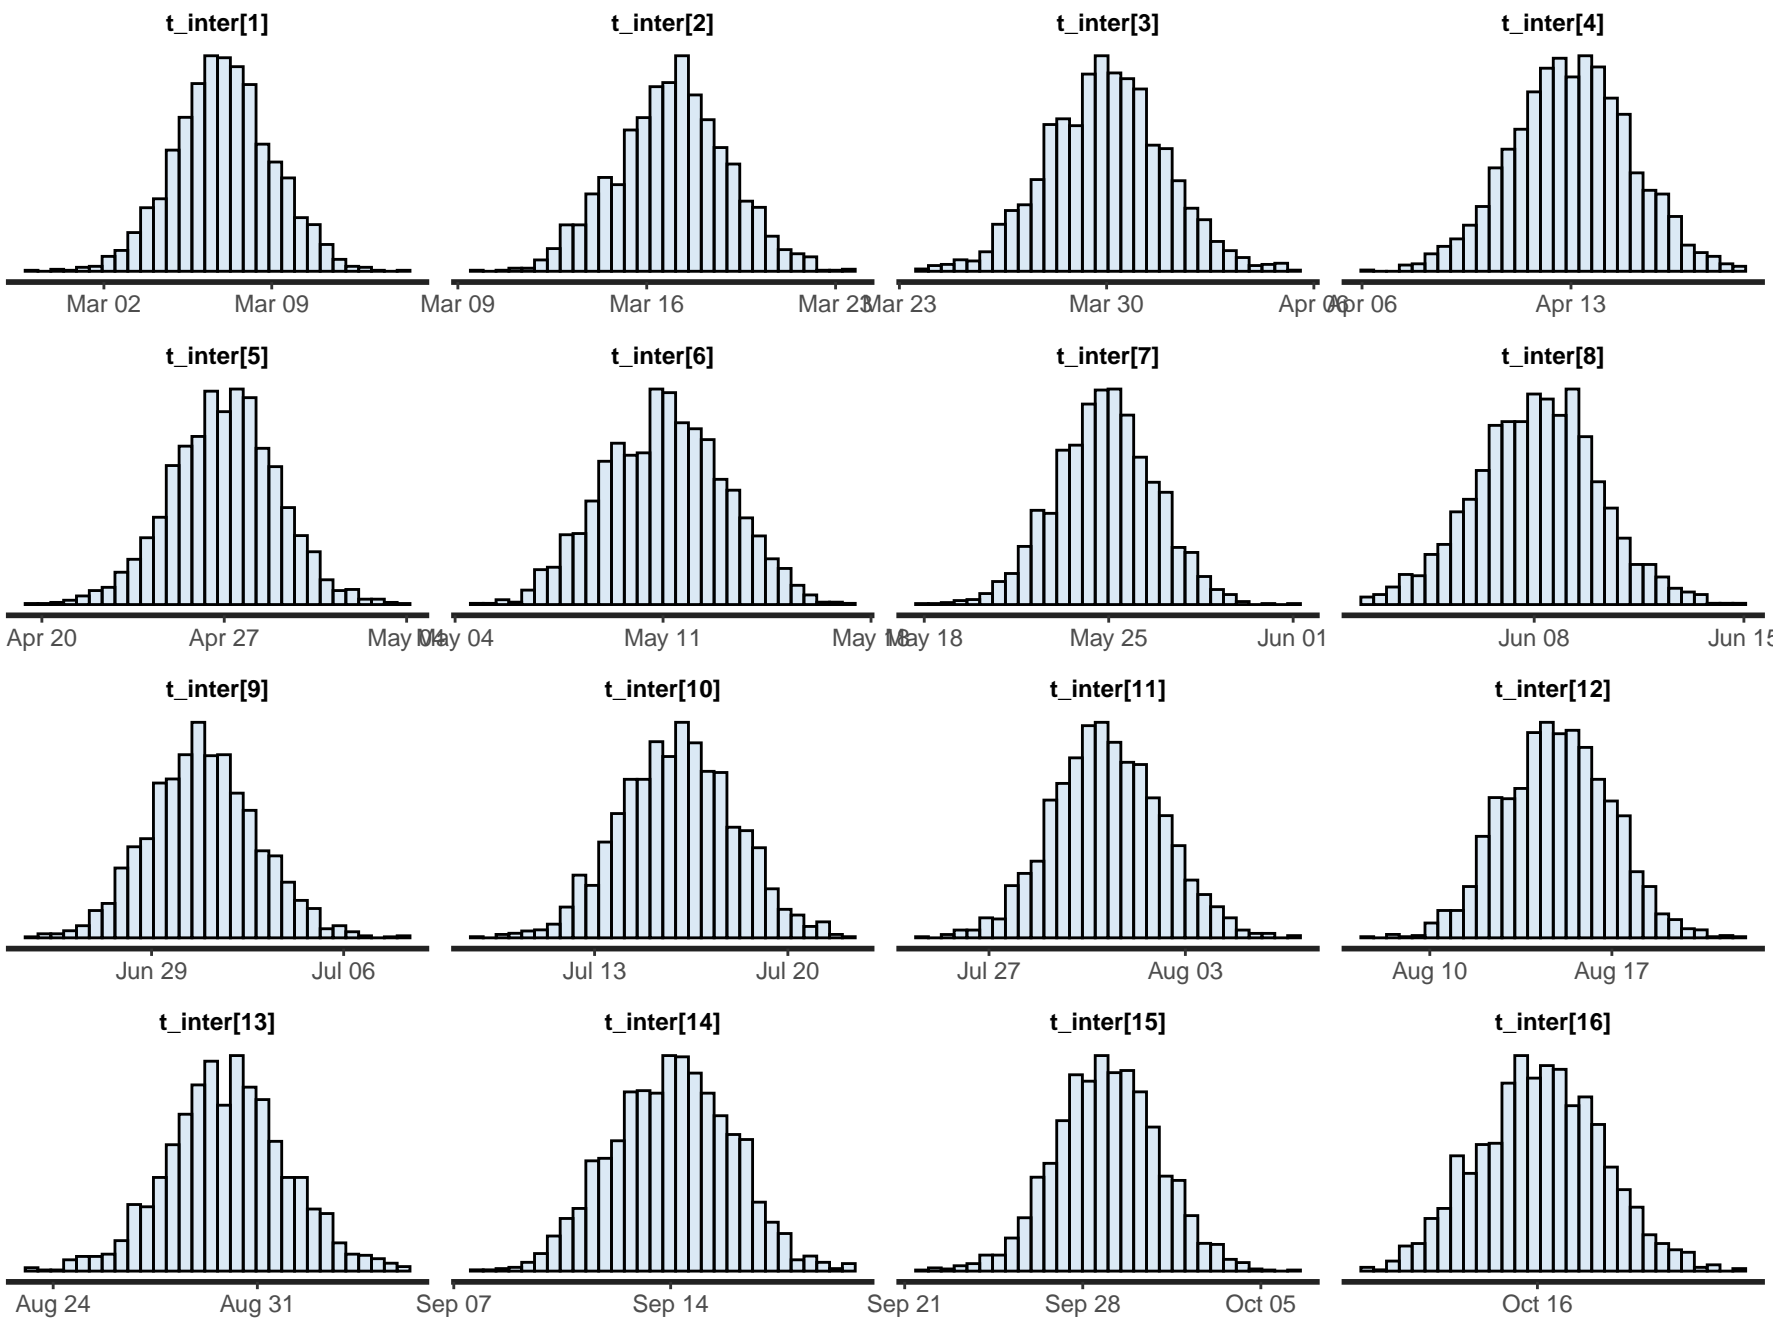 t_inter[1] t_inter[2] t_inter[3] t_inter[4]
Mar 02 Mar 09 Mar 09 Mar 16 Mar 23 Mar 23 Mar 30 Apr 06 Apr 06 Apr 13
t_inter[5] t_inter[6] t_inter[7] t_inter[8]
Apr 20 Apr 27 May 04 May 04 May 11 May 18 May 18 May 25 Jun 01 Jun 08 Jun 15
t_inter[9] t_inter[10] t_inter[11] t_inter[12]
Jun 29 Jul 06 Jul 13 Jul 20 Jul 27 Aug 03 Aug 10 Aug 17
t_inter[13] t_inter[14] t_inter[15] t_inter[16]
Aug 24 Aug 31 Sep 07 Sep 14 Sep 21 Sep 28 Oct 05 Oct 16